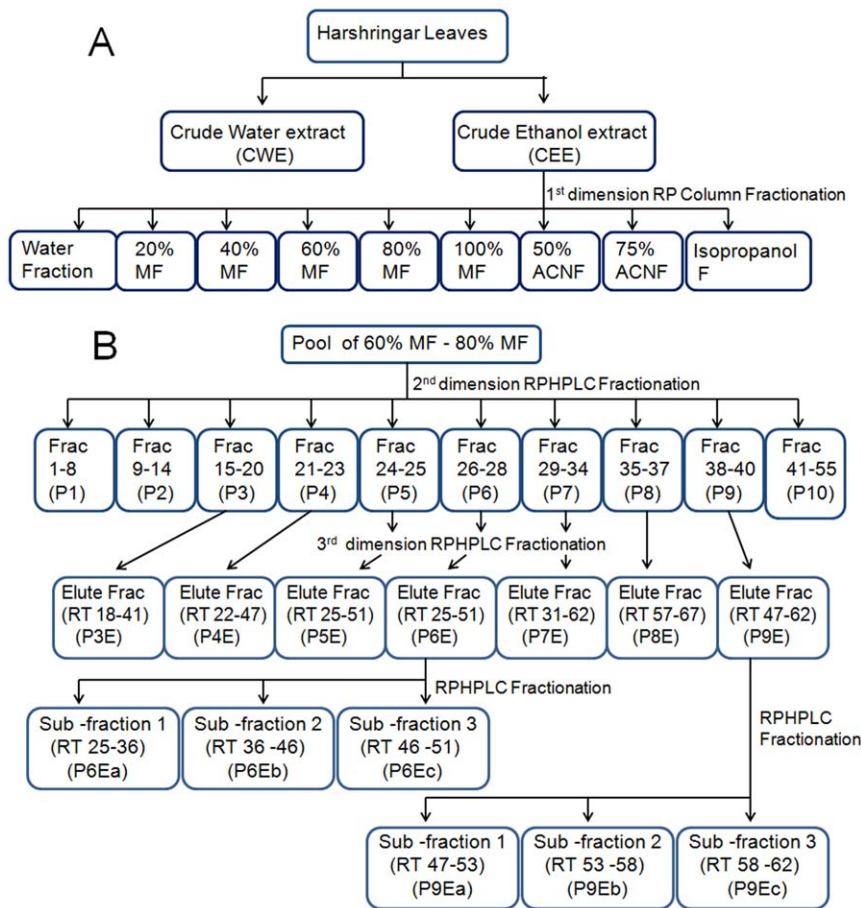 A
Harshringar Leaves
Crude Water extract
(CWE)
Crude Ethanol extract
(CEE)
1st dimension RP Column Fractionation
Water
Fraction
20%
MF
40%
MF
60%
MF
80%
MF
100%
MF
50%
ACNF
75%
ACNF
Isopropanol
F
B
Pool of 60% MF - 80% MF
2nd dimension RPHPLC Fractionation
Frac
1-8
(P1)
Frac
9-14
(P2)
Frac
15-20
(P3)
Frac
21-23
(P4)
Frac
24-25
(P5)
Frac
26-28
(P6)
Frac
29-34
(P7)
Frac
35-37
(P8)
Frac
38-40
(P9)
Frac
41-55
(P10)
3rd dimension RPHPLC Fractionation
Elute Frac
(RT 18-41)
(P3E)
Elute Frac
(RT 22-47)
(P4E)
Elute Frac
(RT 25-51)
(P5E)
Elute Frac
(RT 25-51)
(P6E)
Elute Frac
(RT 31-62)
(P7E)
Elute Frac
(RT 57-67)
(P8E)
Elute Frac
(RT 47-62)
(P9E)
RPHPLC Fractionation
Sub -fraction 1
(RT 25-36)
(P6Ea)
Sub -fraction 2
(RT 36 -46)
(P6Eb)
Sub -fraction 3
(RT 46 -51)
(P6Ec)
RPHPLC
Fractionation
Sub -fraction 1
(RT 47-53)
(P9Ea)
Sub -fraction 2
(RT 53 -58)
(P9Eb)
Sub -fraction 3
(RT 58 -62)
(P9Ec)